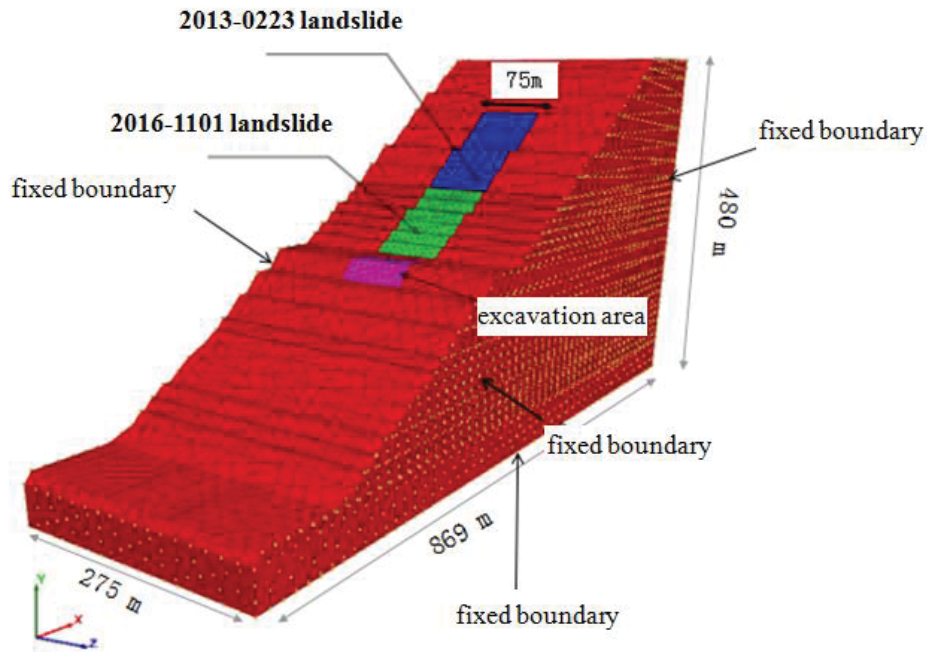 2013-0223 landslide
75m
2016-1101 landslide
fixed boundary
fixed boundary
480 m
excavation area
fixed boundary
869 m
275 m
fixed boundary
Y
X
Z